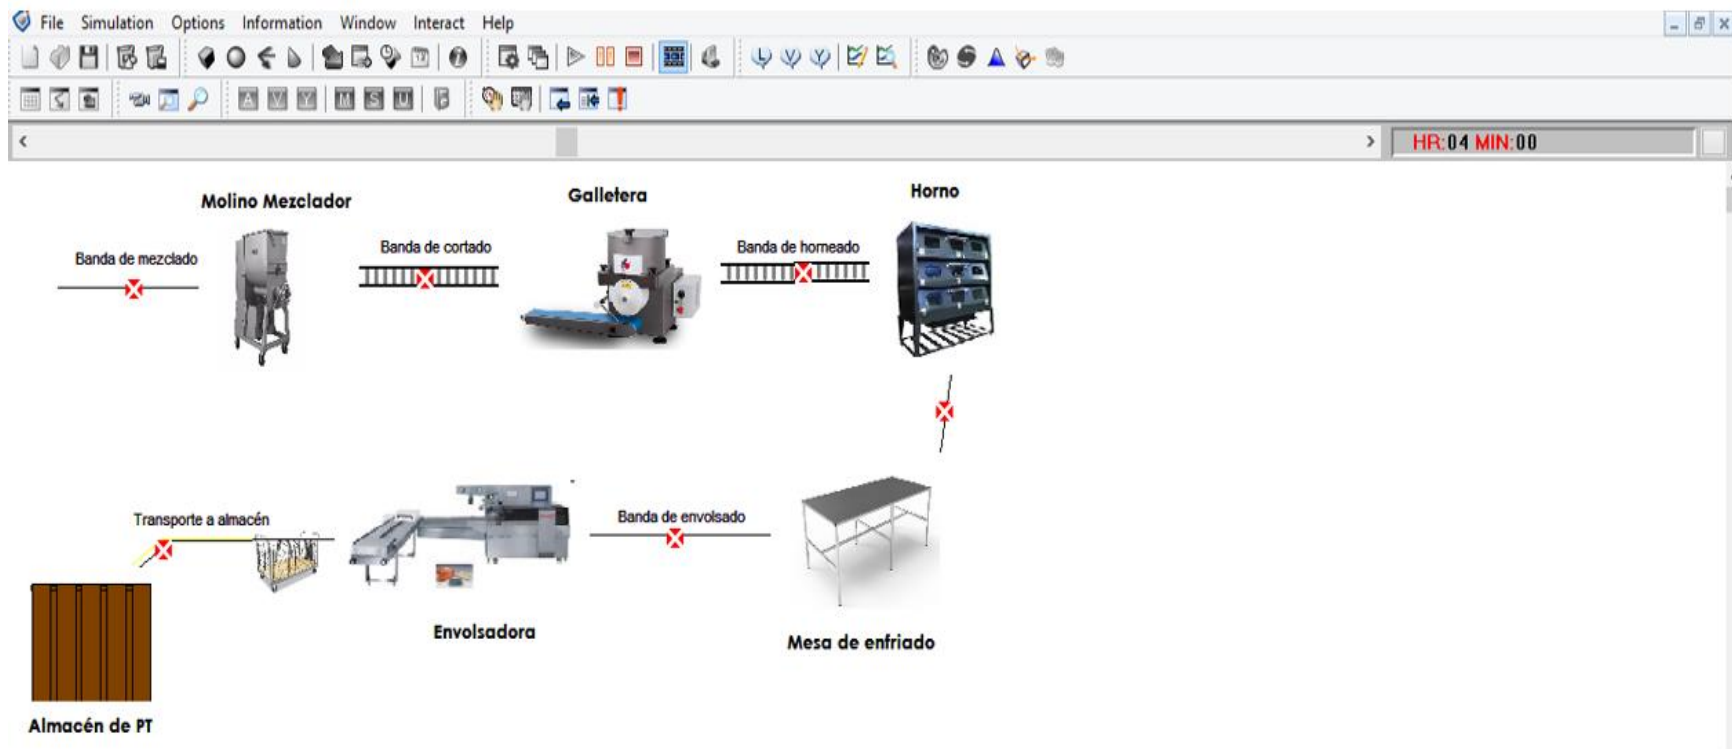 File Simulation Options Information Window Interact Help
HR:04 MIN:00
Molino Mezclador
Galletera
Horno
Banda de mezclado
Banda de cortado
Banda de horneado
Transporte a almacén
Banda de envolsado
Envolsadora
Mesa de enfriado
Almacén de PT